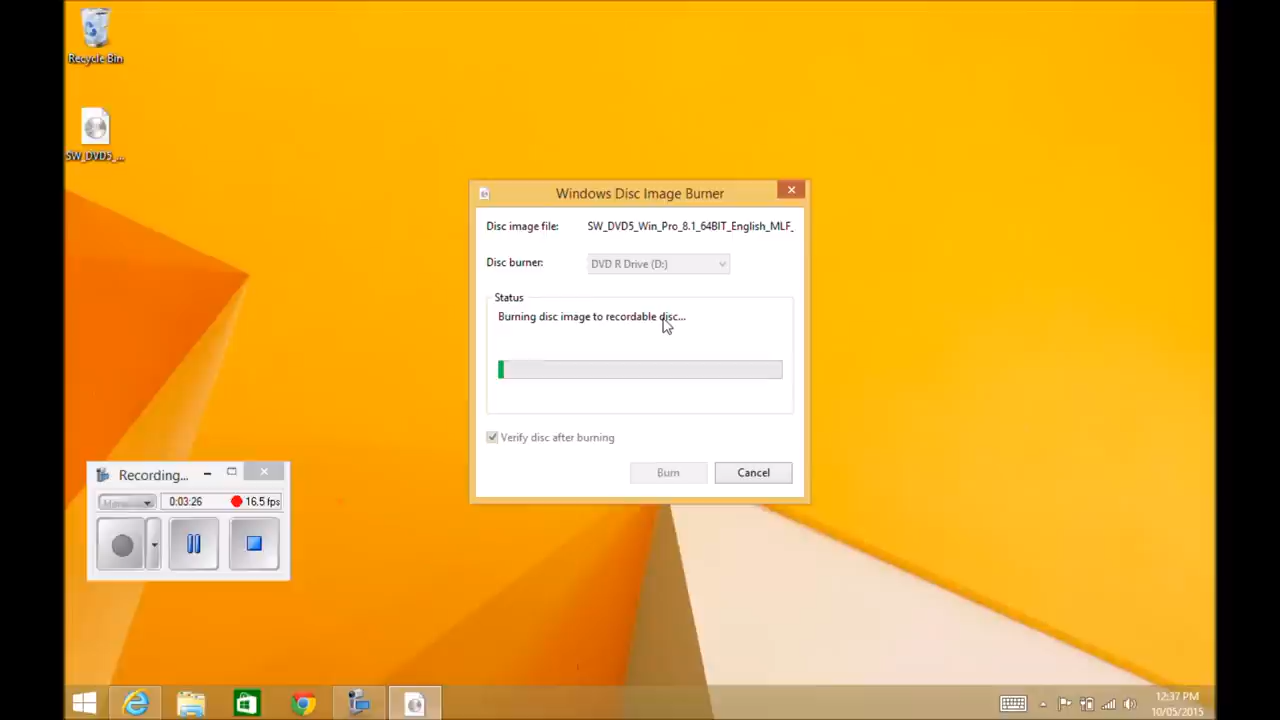 Recycle Bin
SW_DVD5_...
Windows Disc Image Burner
Disc image file: SW_DVD5_Win_Pro_8.1_64BIT_English_MLF_
Disc burner: DVD R Drive (D:)
Status
Burning disc image to recordable disc...
Verify disc after burning
Burn Cancel
Recording...
0:03:26 16.5 fps
12:37 PM
10/05/2015